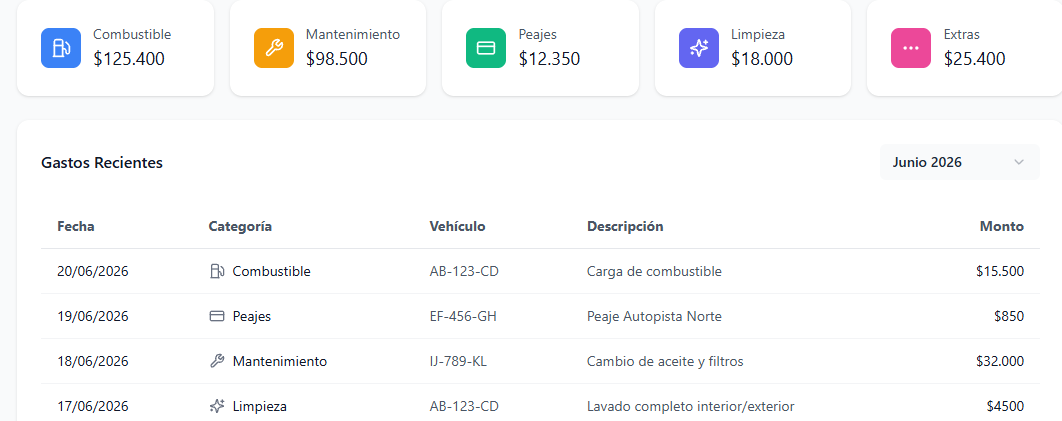 Combustible
$125.400
Mantenimiento
$98.500
Peajes
$12.350
Limpieza
$18.000
Extras
$25.400
Gastos Recientes
Junio 2026
Fecha Categoría Vehículo Descripción Monto
20/06/2026 Combustible AB-123-CD Carga de combustible $15.500
19/06/2026 Peajes EF-456-GH Peaje Autopista Norte $850
18/06/2026 Mantenimiento IJ-789-KL Cambio de aceite y filtros $32.000
17/06/2026 Limpieza AB-123-CD Lavado completo interior/exterior $4500